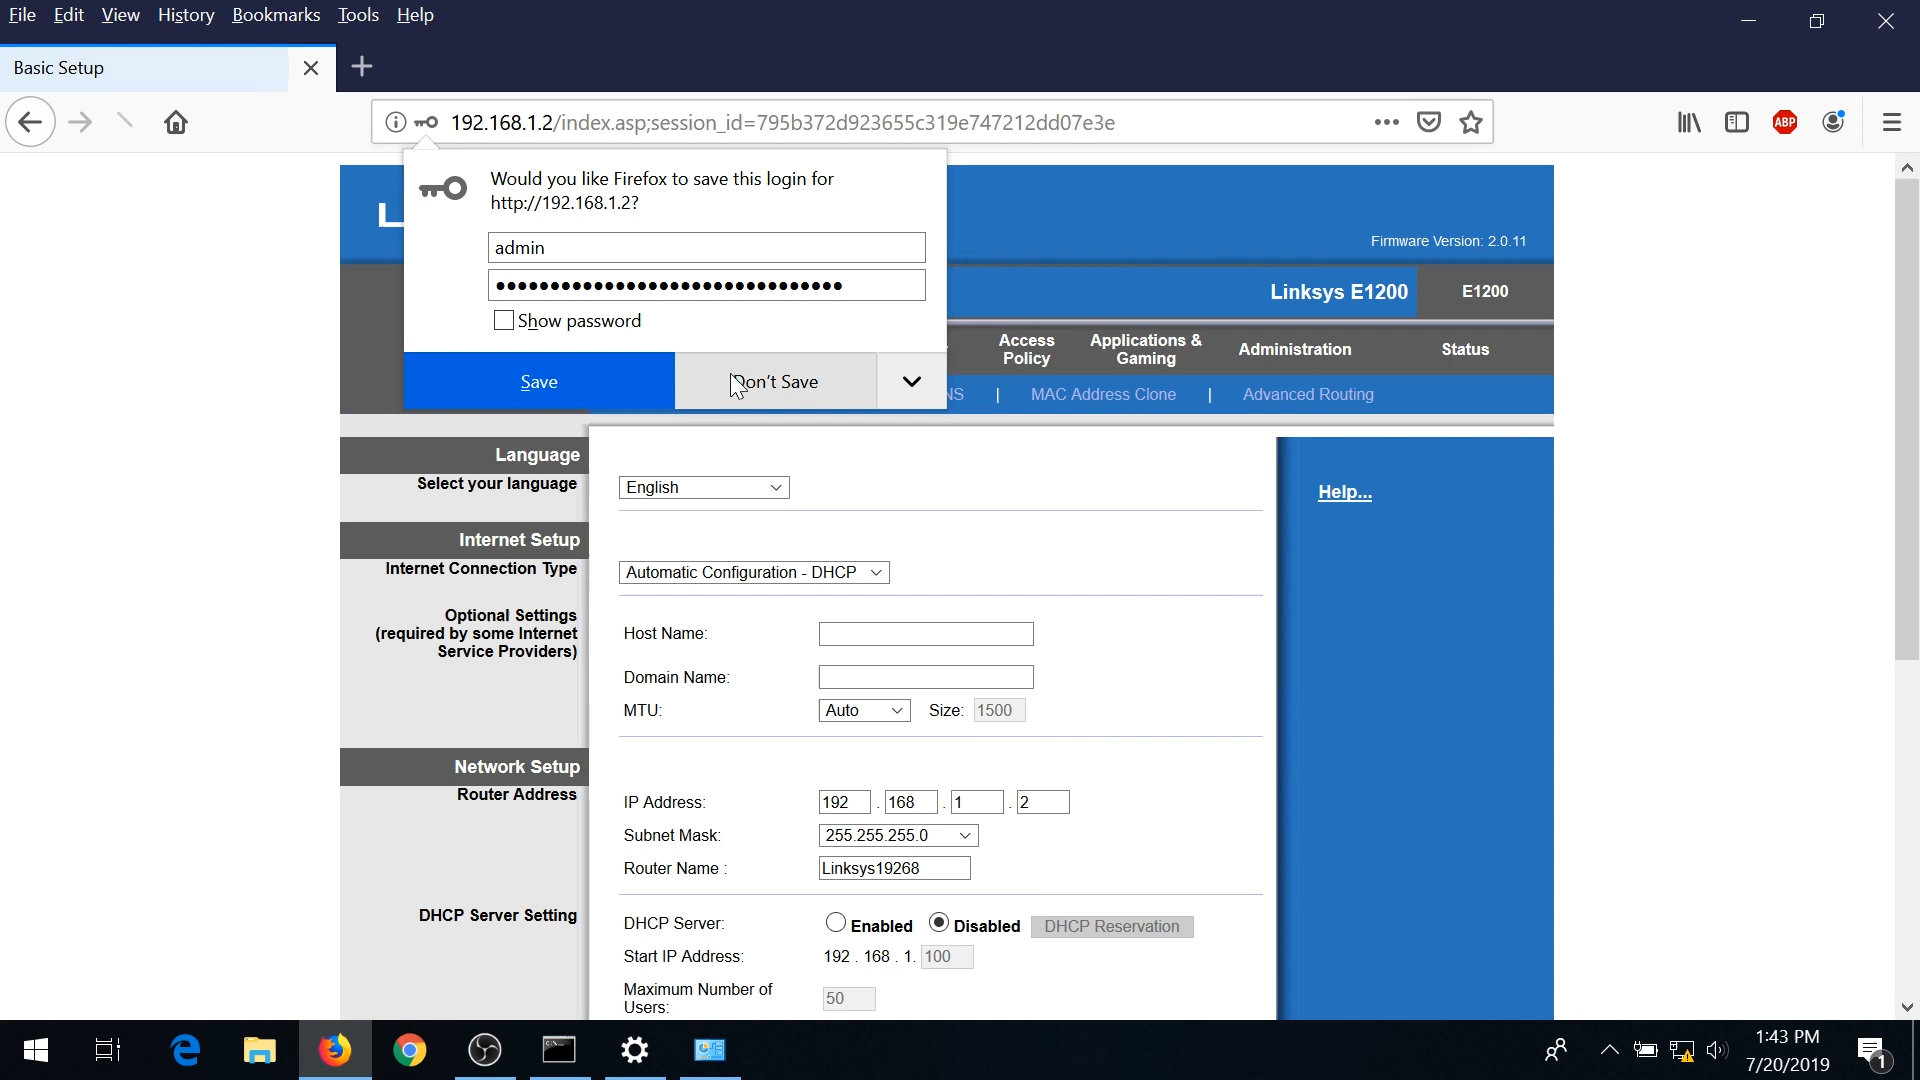 File Edit View History Bookmarks Tools Help
Basic Setup
192.168.1.2/index.asp;session_id=795b372d923655c319e747212dd07e3e
ABP
Would you like Firefox to save this login for
http://192.168.1.2?
admin
Show password
Save
Don't Save
Firmware Version: 2.0.11
Linksys E1200
E1200
Access
Policy
Applications &
Gaming
Administration
Status
NS | MAC Address Clone | Advanced Routing
Language
Select your language
English
Help...
Internet Setup
Internet Connection Type
Automatic Configuration - DHCP
Optional Settings
(required by some Internet
Service Providers)
Host Name:
Domain Name:
MTU: Auto Size: 1500
Network Setup
Router Address
IP Address: 192 . 168 . 1 . 2
Subnet Mask: 255.255.255.0
Router Name : Linksys19268
DHCP Server Setting
DHCP Server: Enabled Disabled DHCP Reservation
Start IP Address: 192 . 168 . 1. 100
Maximum Number of
Users:
50
1:43 PM
7/20/2019
1